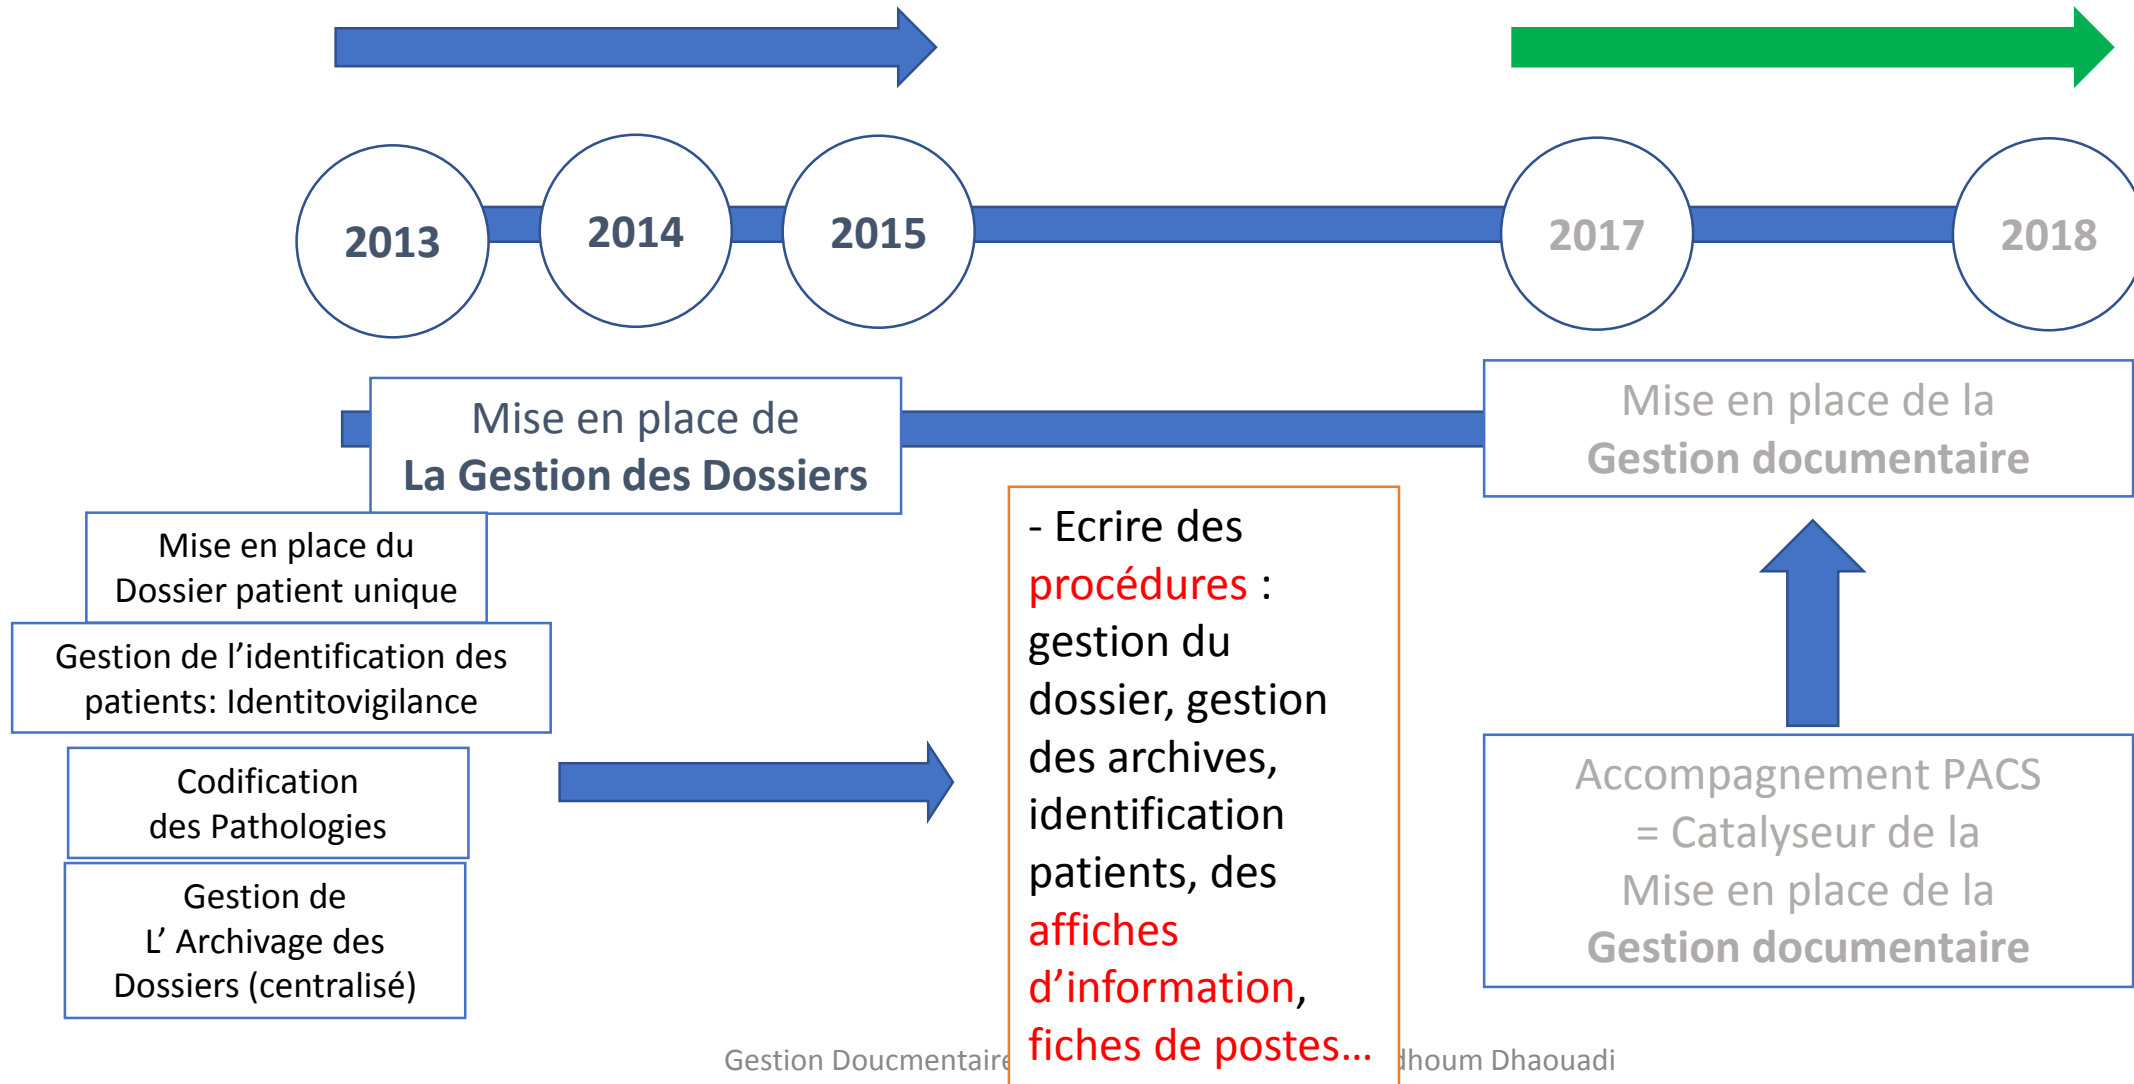 2013
2014
2015
2017
2018
Mise en place de
La Gestion des Dossiers
Mise en place de la
Gestion documentaire
Mise en place du
Dossier patient unique
Gestion de l’identification des
patients: Identitovigilance
Codification
des Pathologies
Gestion de
L’ Archivage des
Dossiers (centralisé)
- Ecrire des
procédures :
gestion du
dossier, gestion
des archives,
identification
patients, des
affiches
d’information,
fiches de postes...
Accompagnement PACS
= Catalyseur de la
Mise en place de la
Gestion documentaire
Gestion Doucmentaire dhoum Dhaouadi